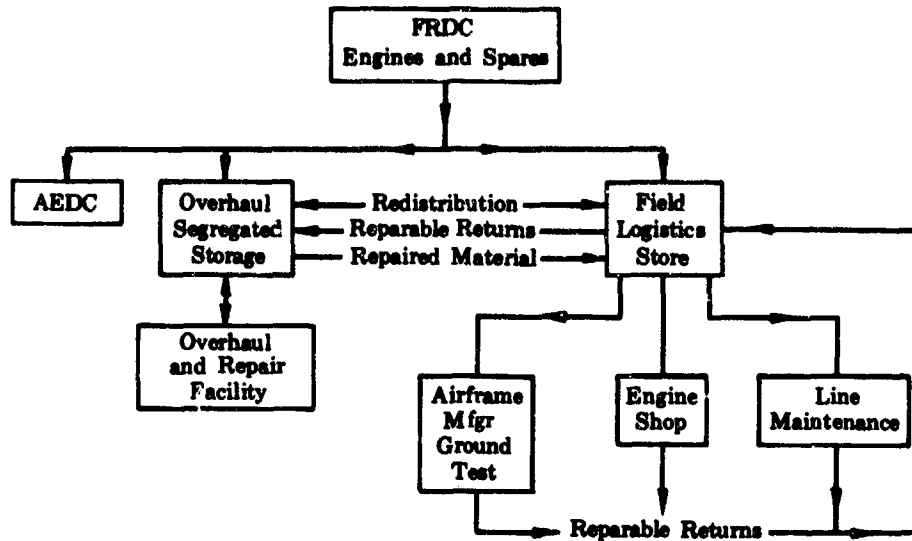 FRDC
Engines and Spares
AEDC
Overhaul
Segregated
Storage
Redistribution
Reparable Returns
Repaired Material
Field
Logistics
Store
Overhaul
and Repair
Facility
Airframe
Mfgr
Ground
Test
Engine
Shop
Line
Maintenance
Reparable Returns